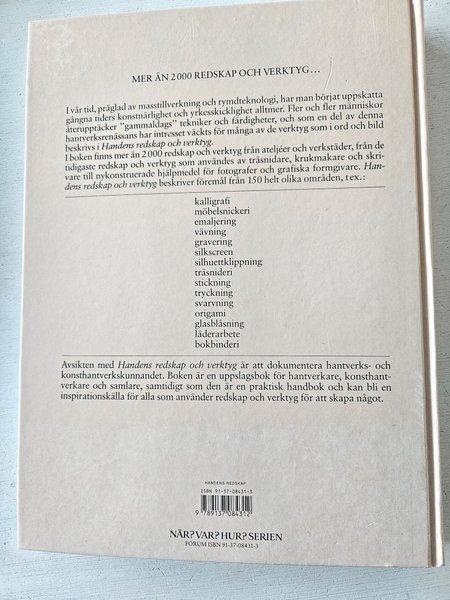 MER ÄN 2 000 REDSKAP OCH VERKTYG...
I vår tid, präglad av masstillverkning och rymdteknologi, har man börjat uppskatta
gångna tiders konstnärlighet och yrkesskicklighet alltmer. Fler och fler människor
återupptäcker "gammaldags" tekniker och färdigheter, och som en del av denna
hantverksrenässans har intresset väckts för många av de verktyg som i ord och bild
beskrivs i Handens redskap och verktyg.
I boken finns mer än 2 000 redskap och verktyg från ateljéer och verkstäder, från de
tidigaste redskap och verktyg som användes av träsnidare, krukmakare och skri-
vare till nykonstruerade hjälpmedel för fotografer och grafiska formgivare. Han-
dens redskap och verktyg beskriver föremål från 150 helt olika områden, t ex.:
kalligrafi
möbelsnickeri
emaljering
vävning
gravering
silkscreen
silhuettklippning
träsnideri
stickning
tryckning
svarvning
origami
glasblåsning
läderarbete
bokbinderi
Avsikten med Handens redskap och verktyg är att dokumentera hantverks- och
konsthantverkskunnandet. Boken är en uppslagsbok för hantverkare, konsthant-
verkare och samlare, samtidigt som den är en praktisk handbok och kan bli en
inspirationskälla för alla som använder redskap och verktyg för att skapa något.
HANDENS REDSKAP
ISBN 91-37-08431-3
9 789137 084312
NÄR? VAR? HUR? SERIEN
FORUM ISBN 91-37-08431-3